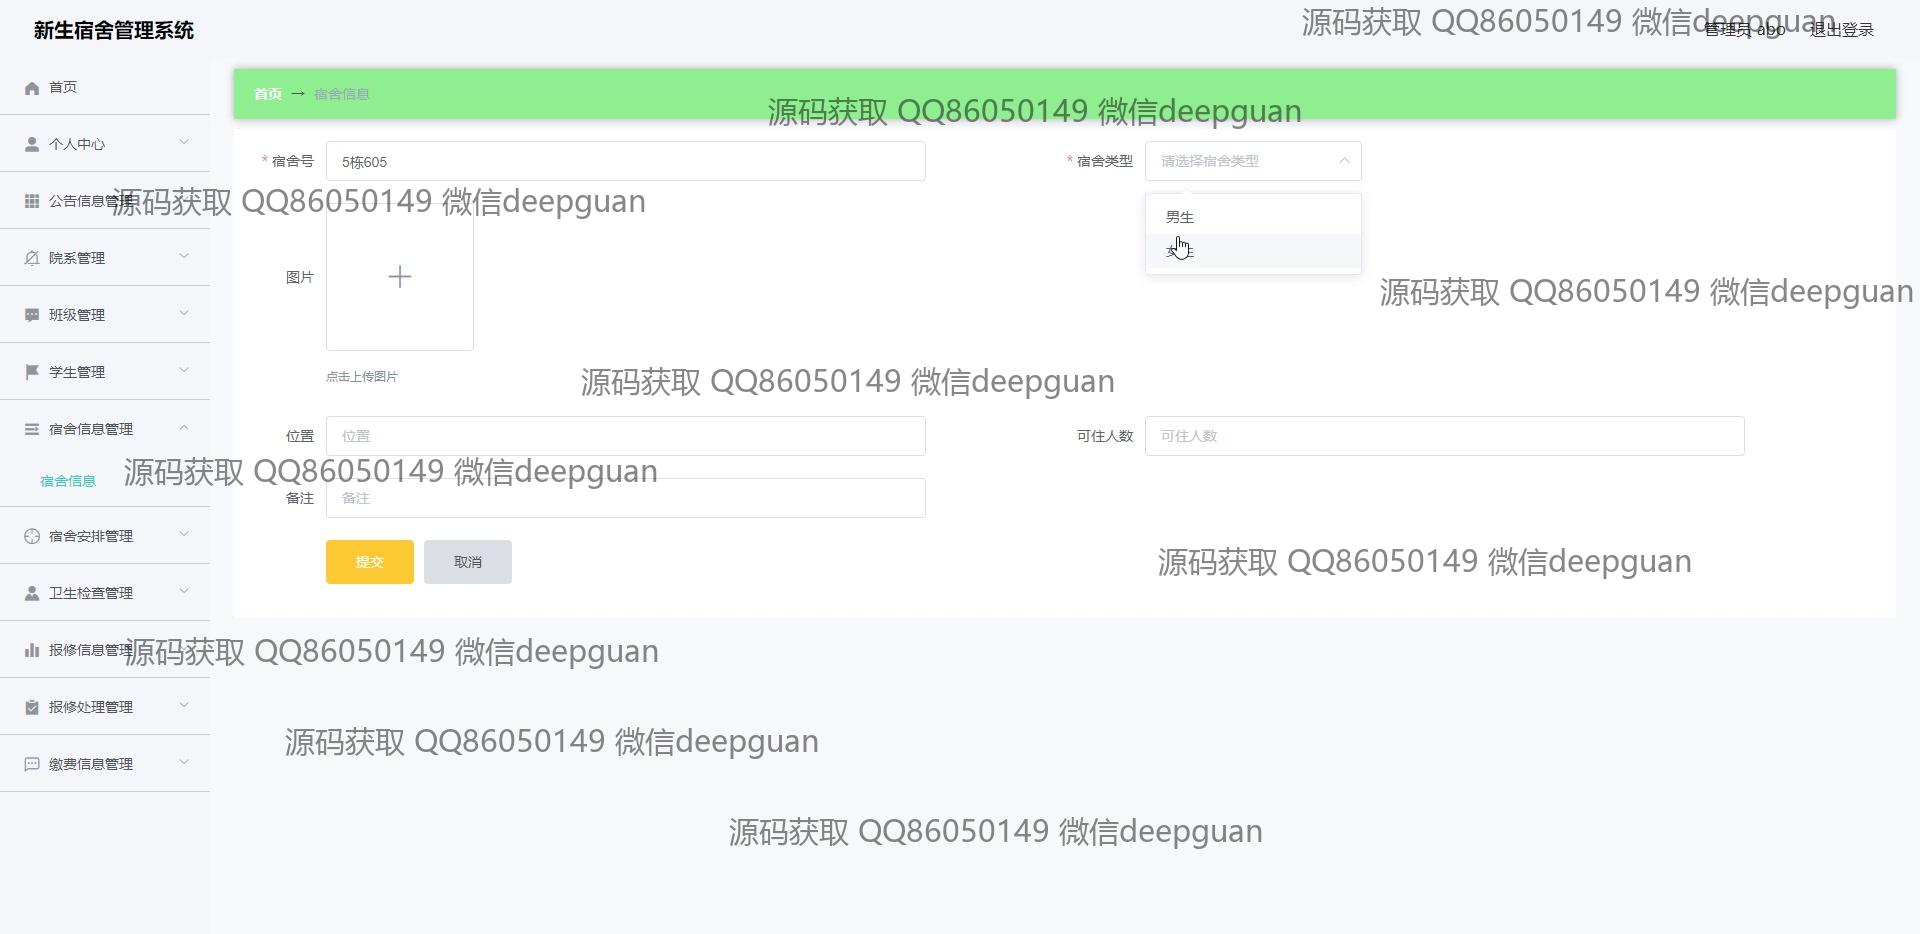 新生宿舍管理系统
源码获取 QQ86050149 微信deepguan
管理员 abo
退出登录
首页
首页 → 宿舍信息
源码获取 QQ86050149 微信deepguan
个人中心
* 宿舍号
5栋605
* 宿舍类型
请选择宿舍类型
公告信息管理
源码获取 QQ86050149 微信deepguan
男生
女生
院系管理
图片
源码获取 QQ86050149 微信deepguan
班级管理
学生管理
点击上传图片
源码获取 QQ86050149 微信deepguan
宿舍信息管理
位置
位置
可住人数
可住人数
宿舍信息
源码获取 QQ86050149 微信deepguan
备注
备注
宿舍安排管理
提交
取消
源码获取 QQ86050149 微信deepguan
卫生检查管理
报修信息管理
源码获取 QQ86050149 微信deepguan
报修处理管理
源码获取 QQ86050149 微信deepguan
缴费信息管理
源码获取 QQ86050149 微信deepguan